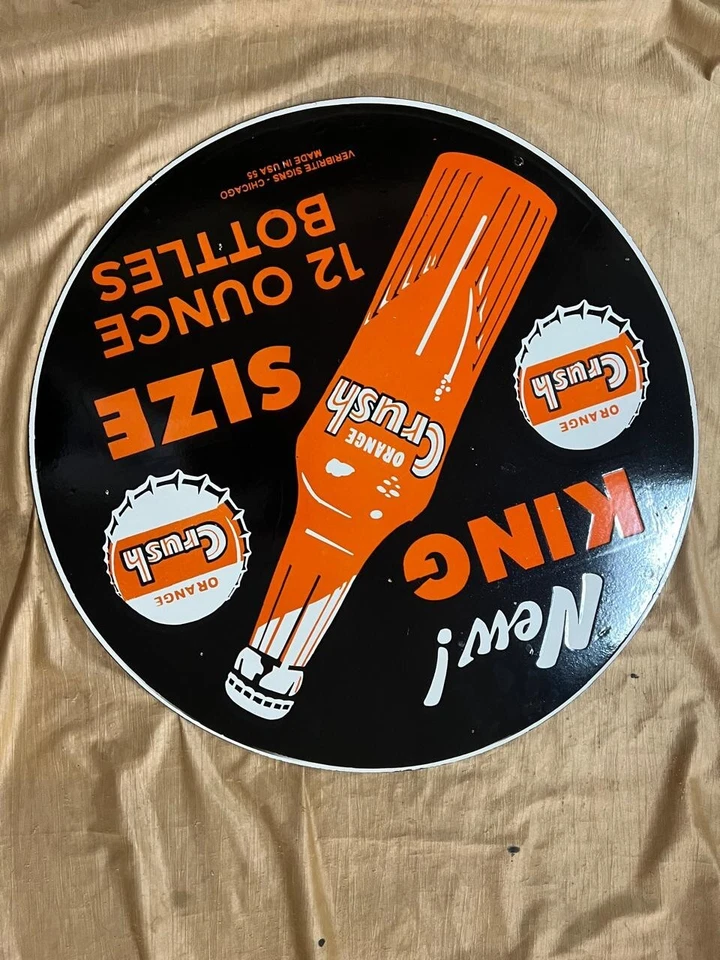 New!
KING
ORANGE
Crush
ORANGE
Crush
ORANGE
Crush
SIZE
12 OUNCE
BOTTLES
VERIBRITE SIGNS - CHICAGO
MADE IN USA 55